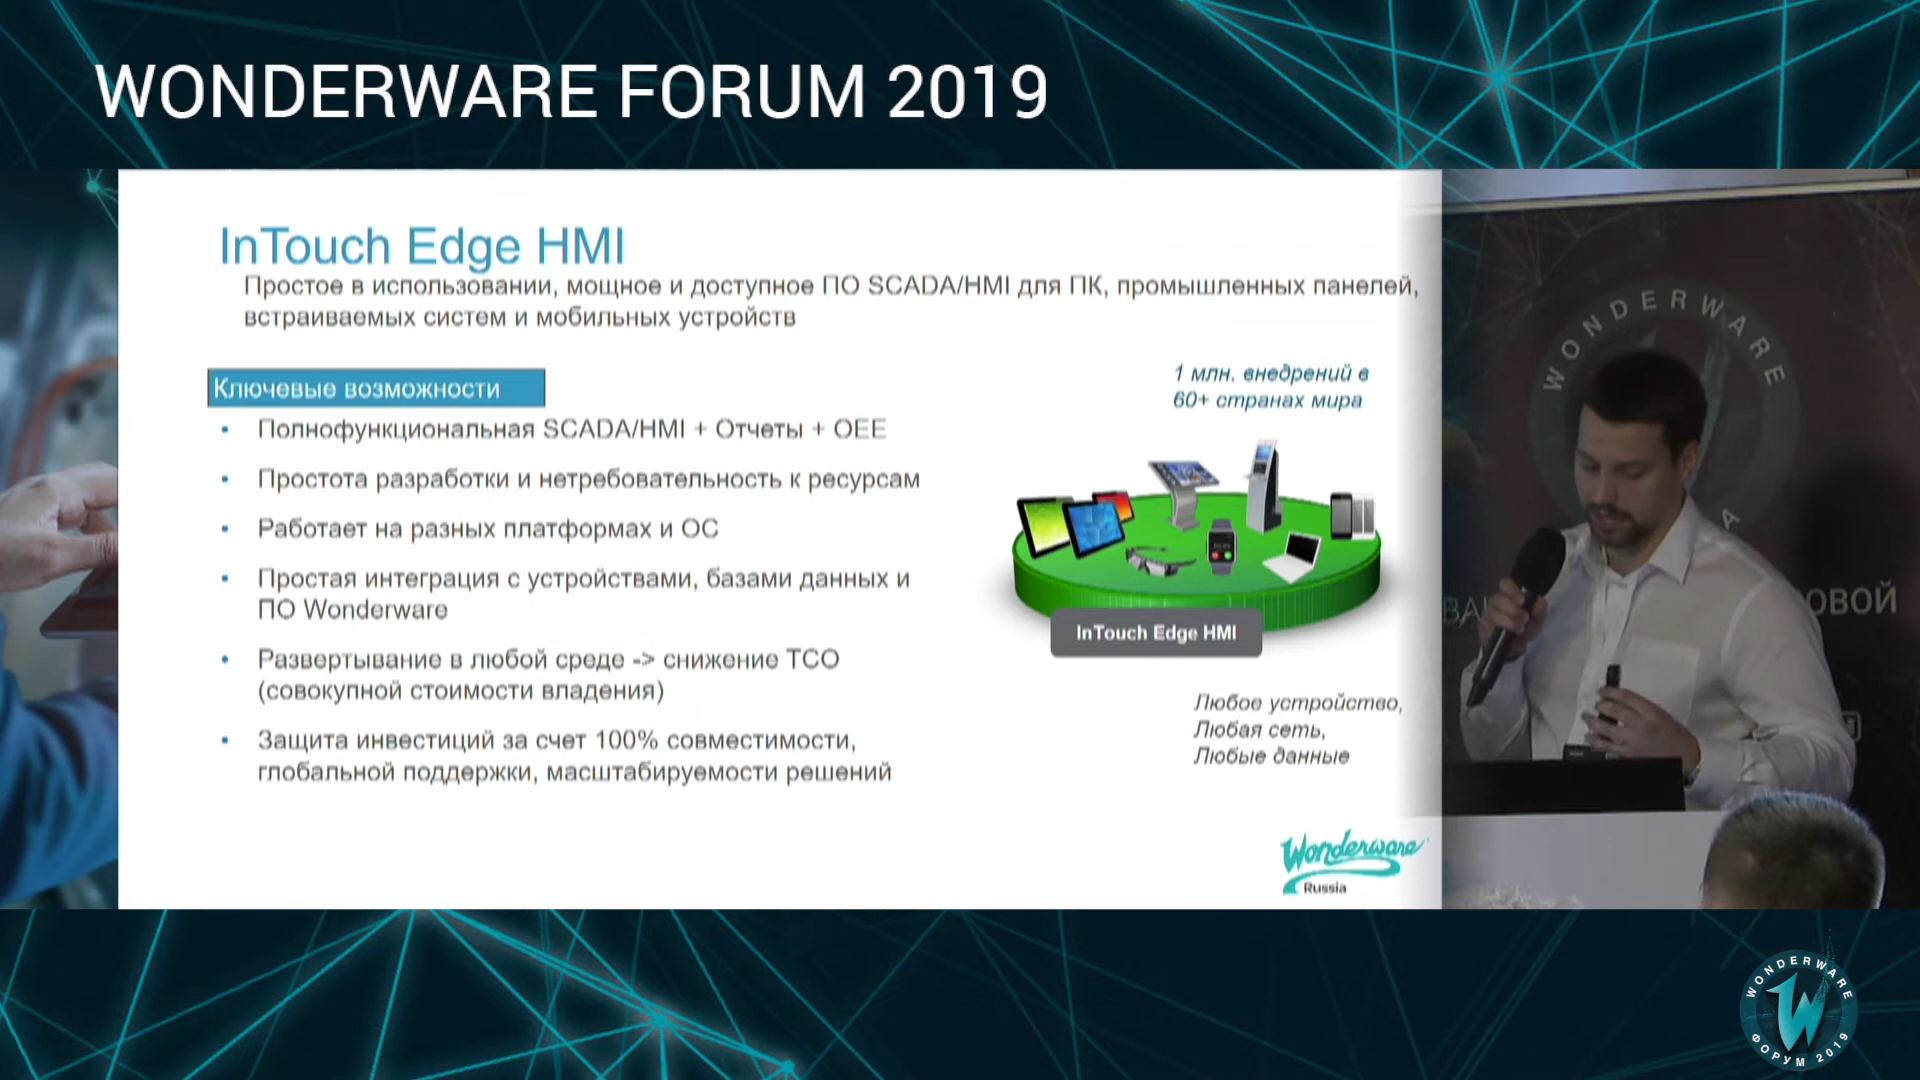 WONDERWARE FORUM 2019
InTouch Edge HMI
Простое в использовании, мощное и доступное ПО SCADA/HMI для ПК, промышленных панелей,
встраиваемых систем и мобильных устройств
Ключевые возможности
• Полнофункциональная SCADA/HMI + Отчеты + OEE
• Простота разработки и нетребовательность к ресурсам
• Работает на разных платформах и ОС
• Простая интеграция с устройствами, базами данных и
ПО Wonderware
• Развертывание в любой среде -> снижение TCO
(совокупной стоимости владения)
• Защита инвестиций за счет 100% совместимости,
глобальной поддержки, масштабируемости решений
1 млн. внедрений в
60+ странах мира
InTouch Edge HMI
Любое устройство,
Любая сеть,
Любые данные
Wonderware
Russia
WONDERWARE
ОВОЙ
WONDERWARE
W
ФОРУМ 2019